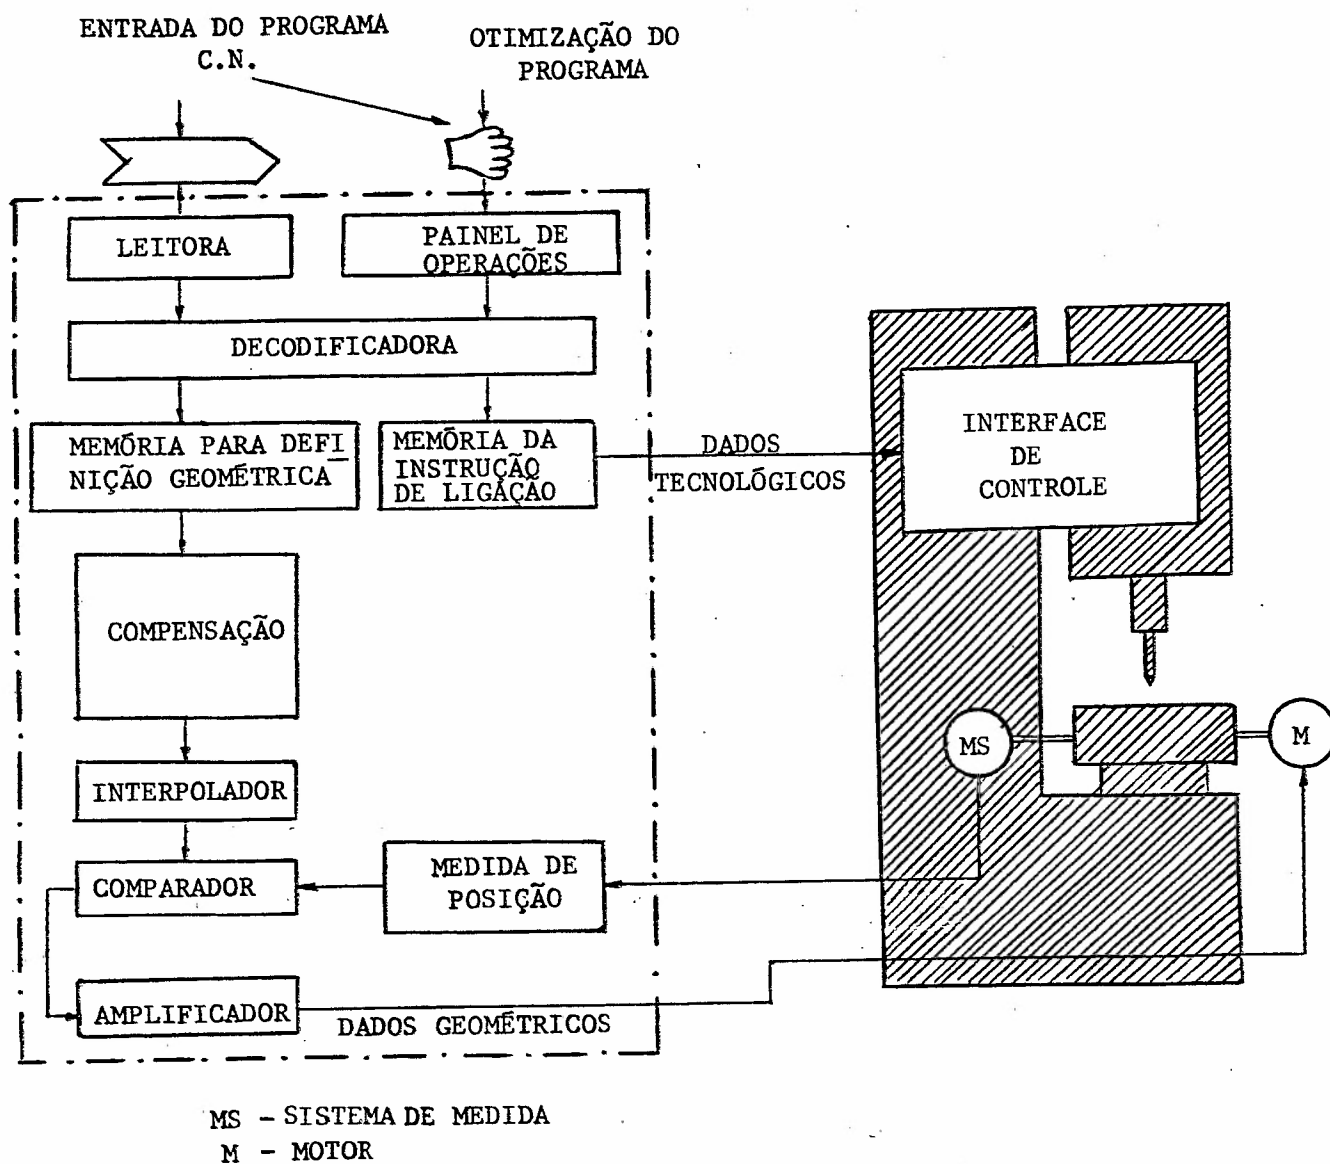 ENTRADA DO PROGRAMA
C.N.
OTIMIZAÇÃO DO
PROGRAMA
LEITORA
PAINEL DE
OPERAÇÕES
DECODIFICADORA
MEMÓRIA PARA DEFI
NIÇÃO GEOMÉTRICA
MEMÓRIA DA
INSTRUÇÃO
DE LIGAÇÃO
DADOS
TECNOLÓGICOS
INTERFACE
DE
CONTROLE
COMPENSAÇÃO
MS
M
INTERPOLADOR
COMPARADOR
MEDIDA DE
POSIÇÃO
AMPLIFICADOR
DADOS GEOMÉTRICOS
MS - SISTEMA DE MEDIDA
M - MOTOR